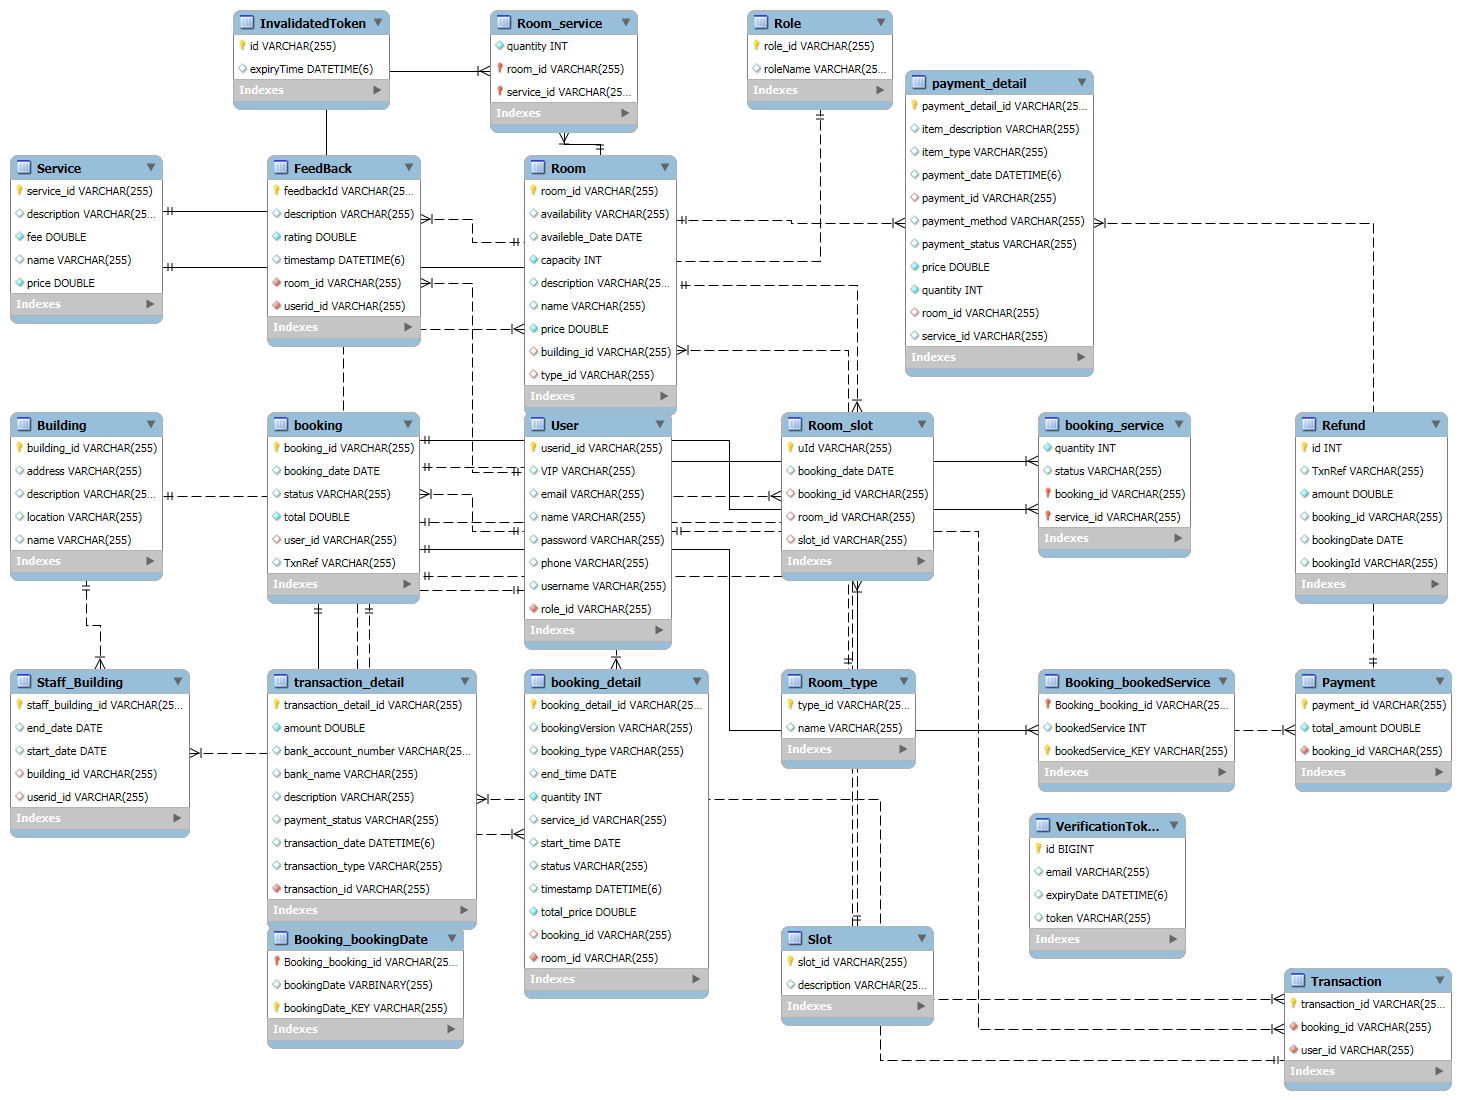 InvalidatedToken
id VARCHAR(255)
expiryTime DATETIME(6)
Indexes
Room_service
quantity INT
room_id VARCHAR(255)
service_id VARCHAR(25...
Indexes
Role
role_id VARCHAR(255)
roleName VARCHAR(25...
Indexes
payment_detail
payment_detail_id VARCHAR(25...
item_description VARCHAR(255)
item_type VARCHAR(255)
payment_date DATETIME(6)
payment_id VARCHAR(255)
payment_method VARCHAR(255)
payment_status VARCHAR(255)
price DOUBLE
quantity INT
room_id VARCHAR(255)
service_id VARCHAR(255)
Indexes
Service
service_id VARCHAR(255)
description VARCHAR(25...
fee DOUBLE
name VARCHAR(255)
price DOUBLE
Indexes
FeedBack
feedbackId VARCHAR(25...
description VARCHAR(255)
rating DOUBLE
timestamp DATETIME(6)
room_id VARCHAR(255)
userid_id VARCHAR(255)
Indexes
Room
room_id VARCHAR(255)
availability VARCHAR(255)
availeble_Date DATE
capacity INT
description VARCHAR(25...
name VARCHAR(255)
price DOUBLE
building_id VARCHAR(255)
type_id VARCHAR(255)
Indexes
Building
building_id VARCHAR(255)
address VARCHAR(255)
description VARCHAR(25...
location VARCHAR(255)
name VARCHAR(255)
Indexes
booking
booking_id VARCHAR(255)
booking_date DATE
status VARCHAR(255)
total DOUBLE
user_id VARCHAR(255)
TxnRef VARCHAR(255)
Indexes
User
userid_id VARCHAR(255)
VIP VARCHAR(255)
email VARCHAR(255)
name VARCHAR(255)
password VARCHAR(255)
phone VARCHAR(255)
username VARCHAR(255)
role_id VARCHAR(255)
Indexes
Room_slot
uId VARCHAR(255)
booking_date DATE
booking_id VARCHAR(255)
room_id VARCHAR(255)
slot_id VARCHAR(255)
Indexes
booking_service
quantity INT
status VARCHAR(255)
booking_id VARCHAR(255)
service_id VARCHAR(255)
Indexes
Refund
id INT
TxnRef VARCHAR(255)
amount DOUBLE
booking_id VARCHAR(255)
bookingDate DATE
bookingId VARCHAR(255)
Indexes
Staff_Building
staff_building_id VARCHAR(25...
end_date DATE
start_date DATE
building_id VARCHAR(255)
userid_id VARCHAR(255)
Indexes
transaction_detail
transaction_detail_id VARCHAR(255)
amount DOUBLE
bank_account_number VARCHAR(25...
bank_name VARCHAR(255)
description VARCHAR(255)
payment_status VARCHAR(255)
transaction_date DATETIME(6)
transaction_type VARCHAR(255)
transaction_id VARCHAR(255)
Indexes
booking_detail
booking_detail_id VARCHAR(255)
bookingVersion VARCHAR(255)
booking_type VARCHAR(255)
end_time DATE
quantity INT
service_id VARCHAR(255)
start_time DATE
status VARCHAR(255)
timestamp DATETIME(6)
total_price DOUBLE
booking_id VARCHAR(255)
room_id VARCHAR(255)
Indexes
Room_type
type_id VARCHAR(25...
name VARCHAR(255)
Indexes
Booking_bookedService
Booking_booking_id VARCHAR(25...
bookedService INT
bookedService_KEY VARCHAR(255)
Indexes
Payment
payment_id VARCHAR(255)
total_amount DOUBLE
booking_id VARCHAR(255)
Indexes
VerificationTok...
id BIGINT
email VARCHAR(255)
expiryDate DATETIME(6)
token VARCHAR(255)
Indexes
Booking_bookingDate
Booking_booking_id VARCHAR(25...
bookingDate VARBINARY(255)
bookingDate_KEY VARCHAR(255)
Indexes
Slot
slot_id VARCHAR(255)
description VARCHAR(25...
Indexes
Transaction
transaction_id VARCHAR(25...
booking_id VARCHAR(255)
user_id VARCHAR(255)
Indexes